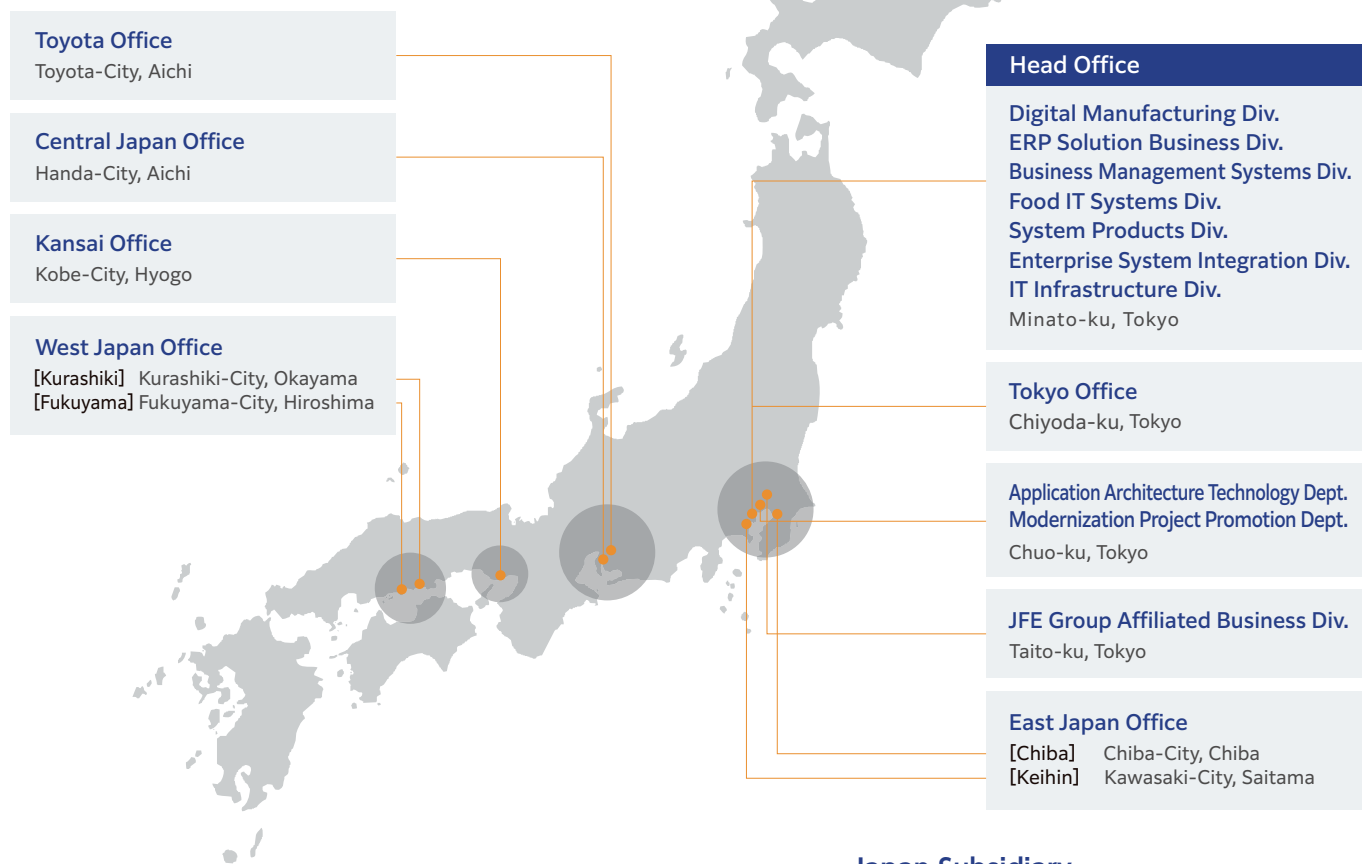 Toyota Office
Toyota-City, Aichi
Central Japan Office
Handa-City, Aichi
Kansai Office
Kobe-City, Hyogo
West Japan Office
[Kurashiki] Kurashiki-City, Okayama
[Fukuyama] Fukuyama-City, Hiroshima
Head Office
Digital Manufacturing Div.
ERP Solution Business Div.
Business Management Systems Div.
Food IT Systems Div.
System Products Div.
Enterprise System Integration Div.
IT Infrastructure Div.
Minato-ku, Tokyo
Tokyo Office
Chiyoda-ku, Tokyo
Application Architecture Technology Dept.
Modernization Project Promotion Dept.
Chuo-ku, Tokyo
JFE Group Affiliated Business Div.
Taito-ku, Tokyo
East Japan Office
[Chiba] Chiba-City, Chiba
[Keihin] Kawasaki-City, Saitama
Japan Subsidiary